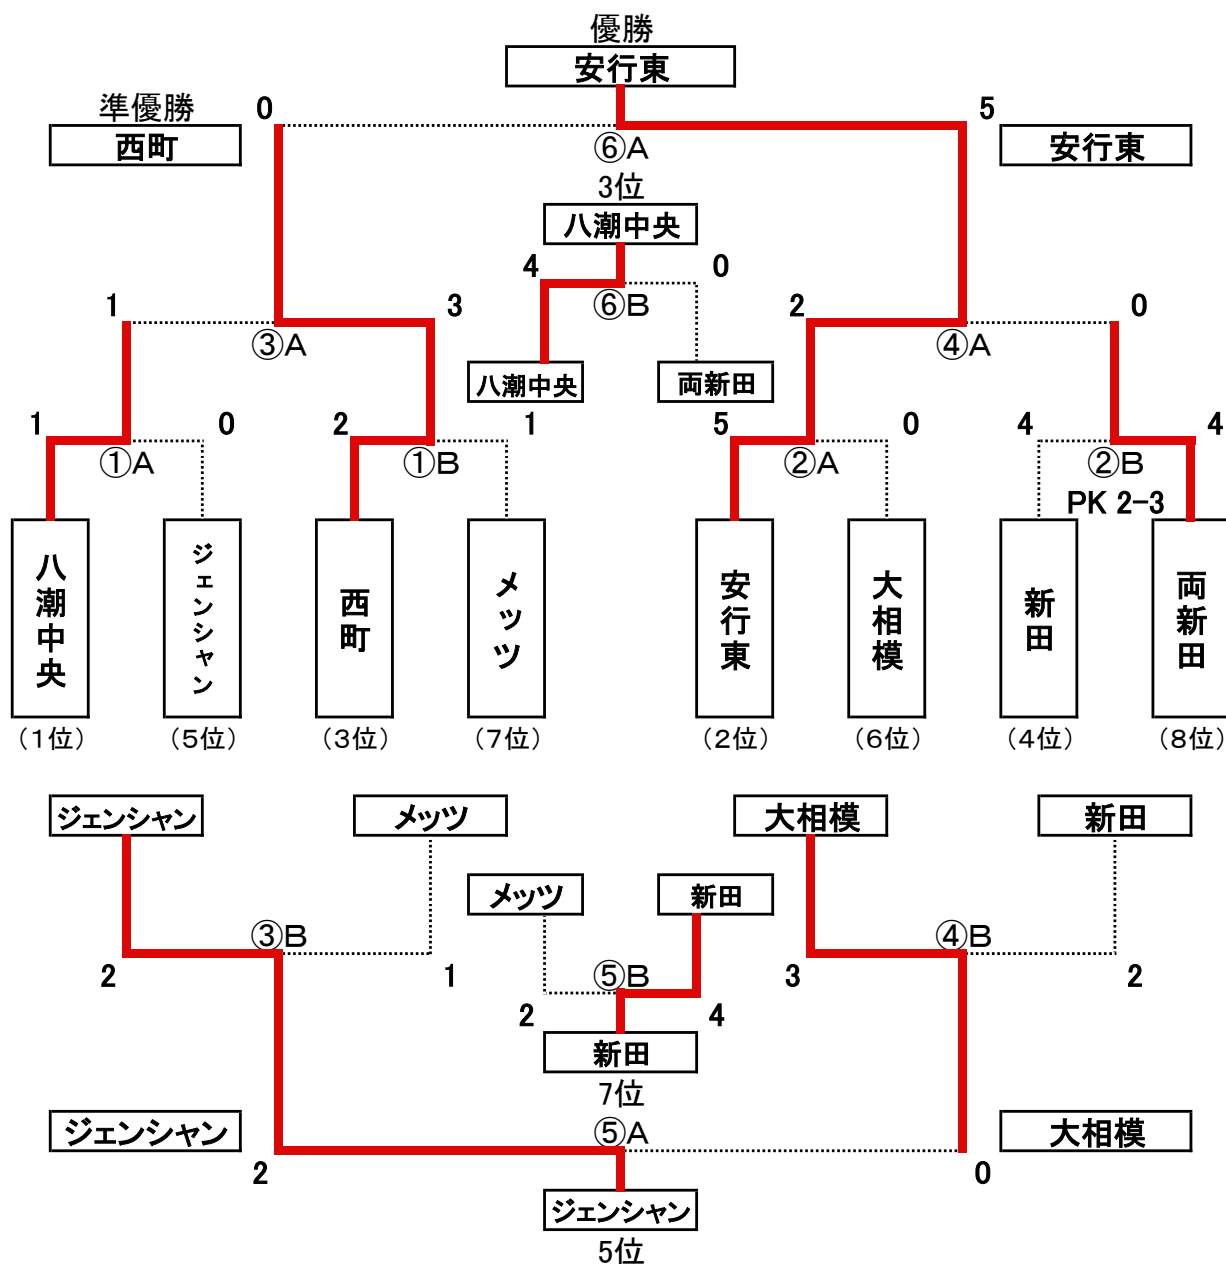 優勝
安行東
準優勝
0
5
西町
⑥A
安行東
3位
八潮中央
4
0
⑥B
1
3
2
0
③A
④A
八潮中央
両新田
1
0
2
1
5
0
4
4
①A
①B
②A
②B
PK 2-3
八潮中央
ジェンシャン
西町
メッツ
安行東
大相模
新田
両新田
(1位)
(5位)
(3位)
(7位)
(2位)
(6位)
(4位)
(8位)
ジェンシャン
メッツ
大相模
新田
メッツ
新田
③B
④B
2
1
⑤B
3
2
2
4
新田
7位
ジェンシャン
⑤A
大相模
2
0
ジェンシャン
5位